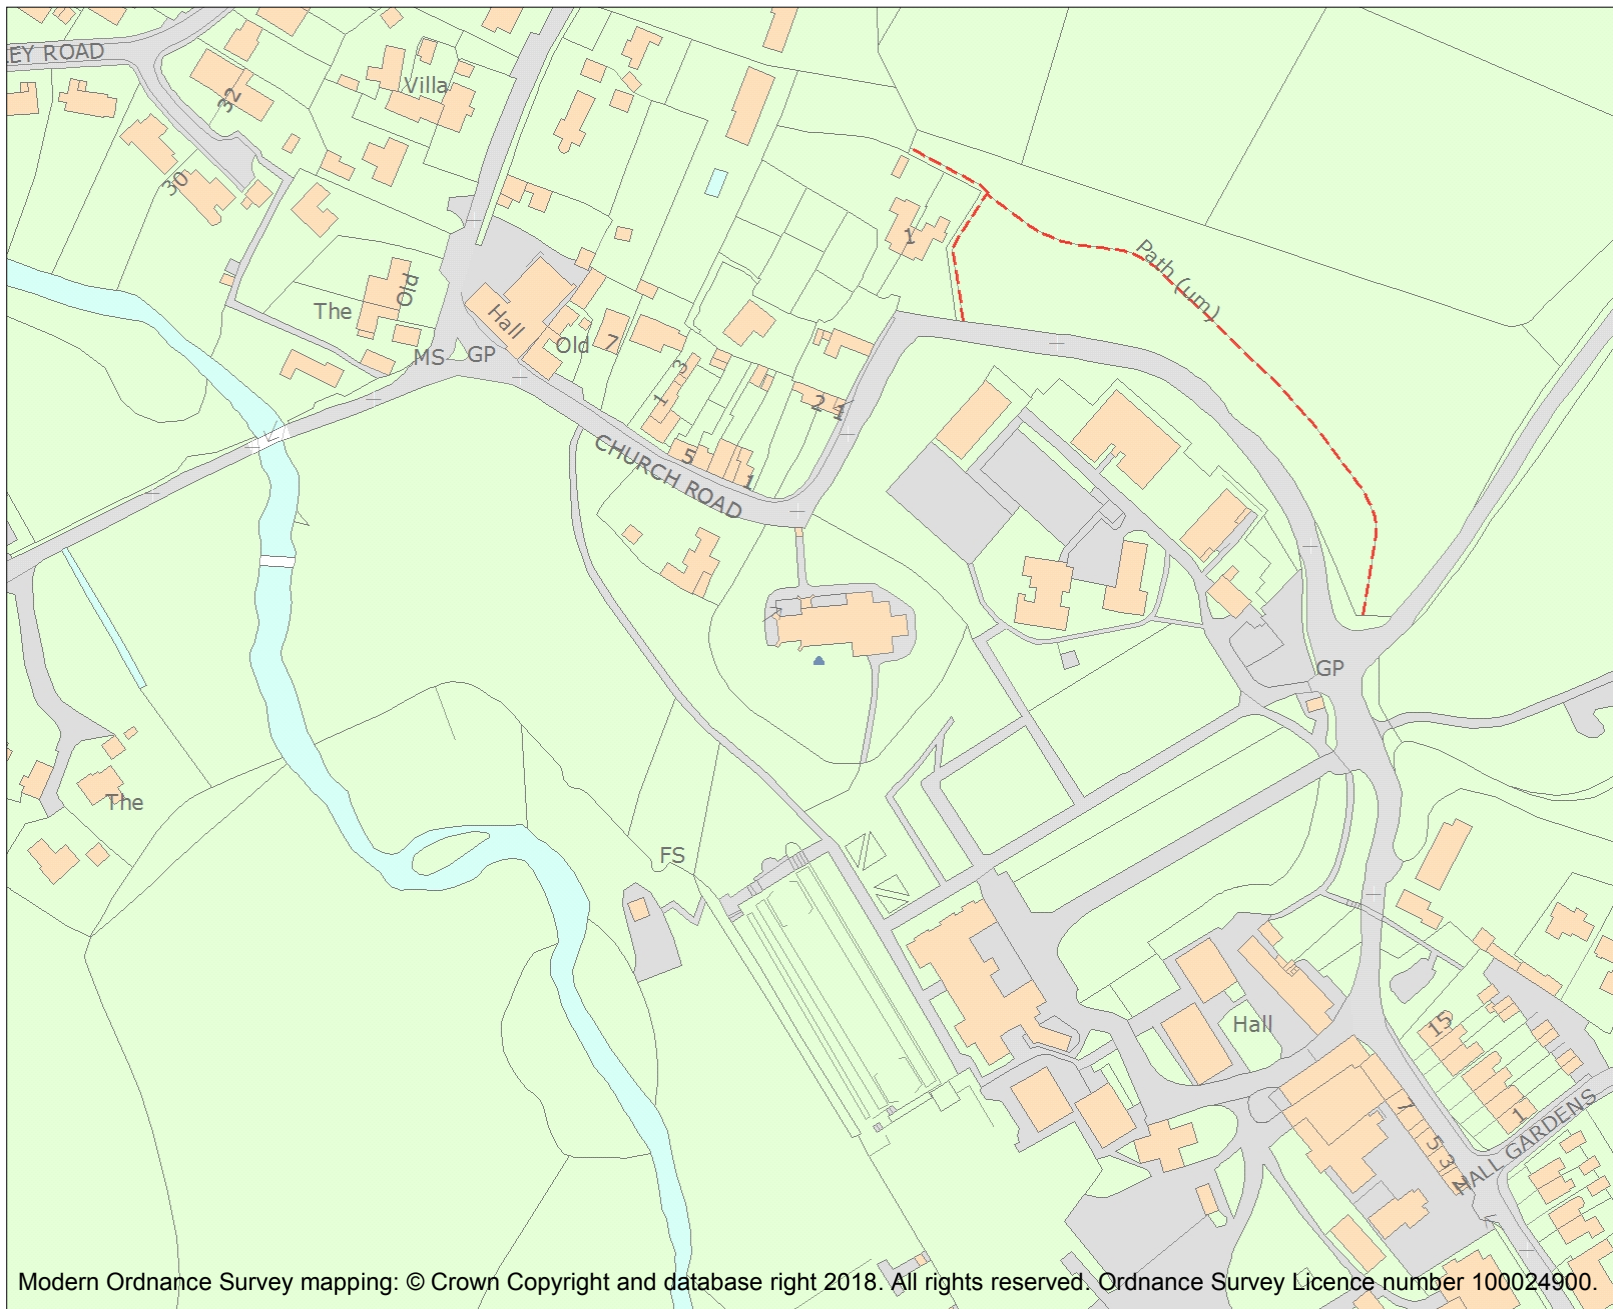 LEY ROAD
Villa
32
30
1
Path (um)
The
Old
Hall
Old
7
MS
GP
3
1
2
1
5
1
CHURCH ROAD
GP
The
FS
Hall
15
7
5
3
1
HALL GARDENS
Modern Ordnance Survey mapping: © Crown Copyright and database right 2018. All rights reserved. Ordnance Survey Licence number 100024900.